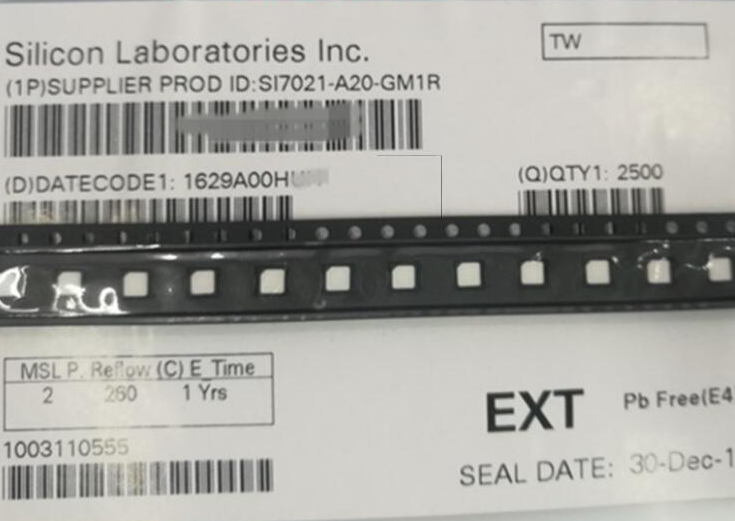 Silicon Laboratories Inc.
TW
(1P)SUPPLIER PROD ID:SI7021-A20-GM1R
(D)DATECODE1: 1629A00H
(Q)QTY1: 2500
MSL P. Reflow (C) E_Time
2 260 1 Yrs
1003110555
EXT
Pb Free(E4
SEAL DATE: 30-Dec-1